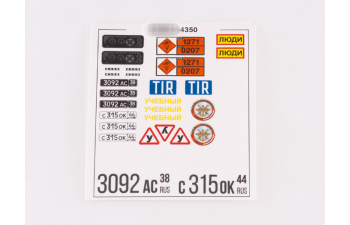 -4350
1271
0207
ЛЮДИ
1271
0207
ЛЮДИ
3092 АС 38
3092 АС 38
3092 АС 38
TIR TIR
УЧЕБНЫЙ
УЧЕБНЫЙ
УЧЕБНЫЙ
С 315 ОК 44
С 315 ОК 44
С 315 ОК 44
У У
3092 АС 38 RUS
С 315 ОК 44 RUS